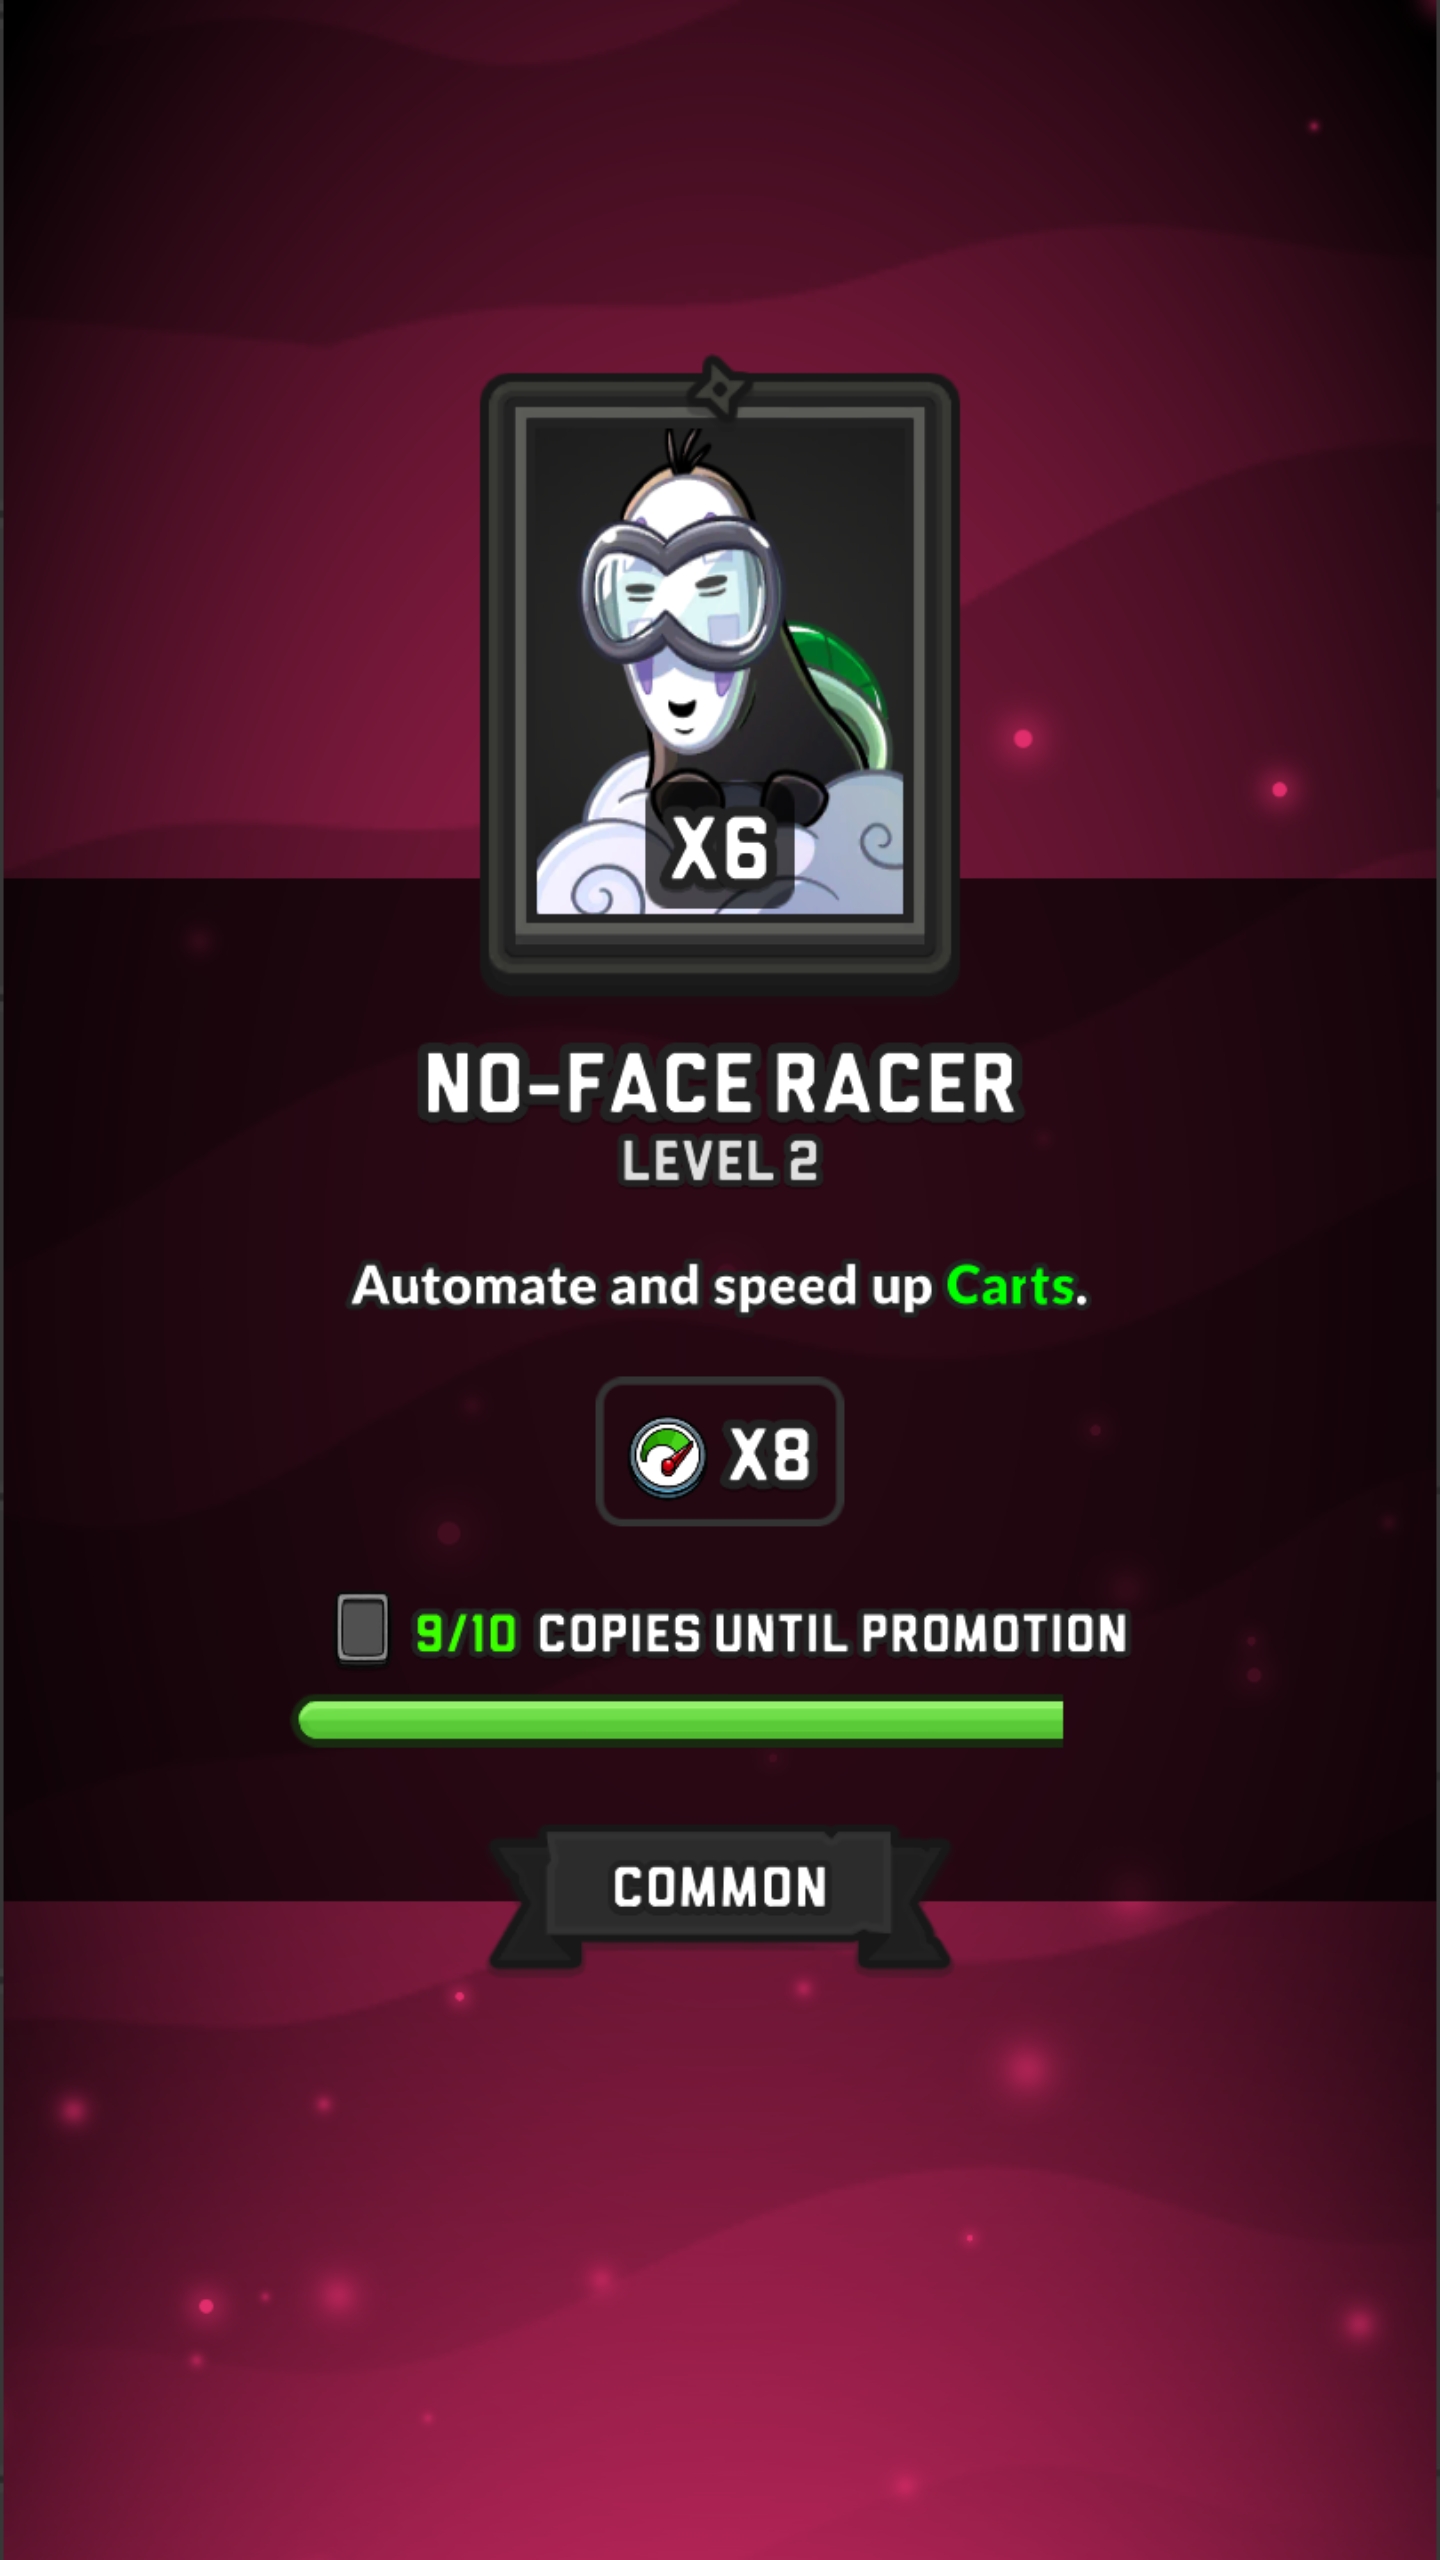 X6
NO-FACE RACER
LEVEL 2
Automate and speed up Carts.
X8
9/10 COPIES UNTIL PROMOTION
COMMON